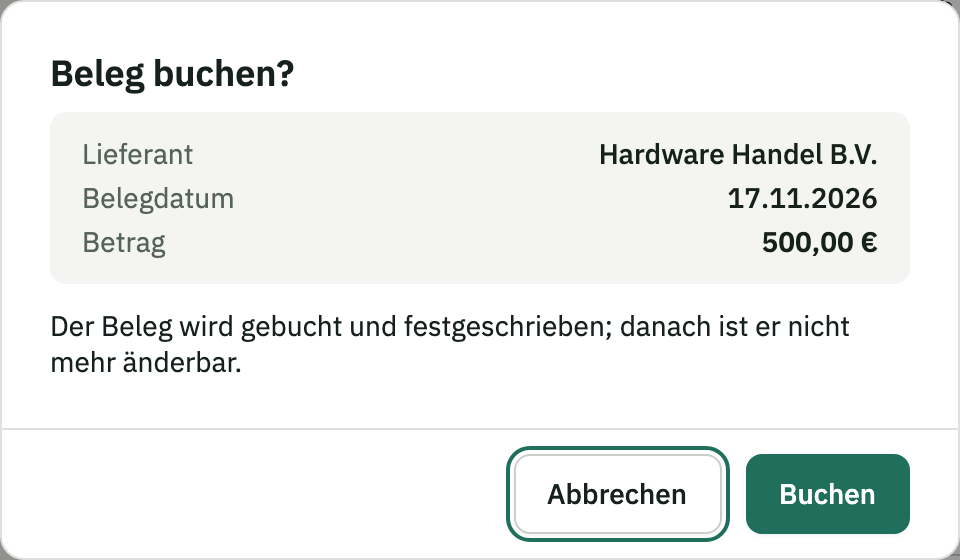 Beleg buchen?
Lieferant Hardware Handel B.V.
Belegdatum 17.11.2026
Betrag 500,00 €
Der Beleg wird gebucht und festgeschrieben; danach ist er nicht
mehr änderbar.
Abbrechen Buchen